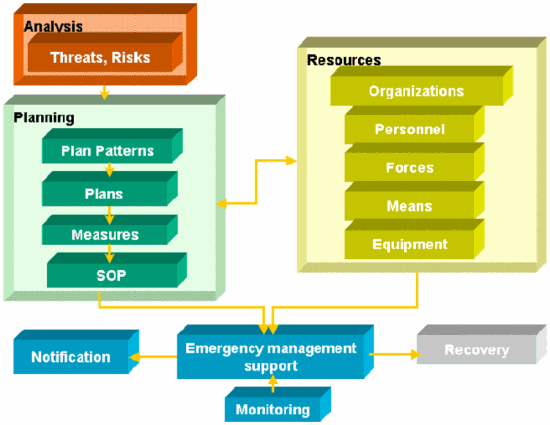 Analysis
Threats, Risks
Planning
Plan Patterns
Plans
Measures
SOP
Resources
Organizations
Personnel
Forces
Means
Equipment
Notification
Emergency management
support
Recovery
Monitoring